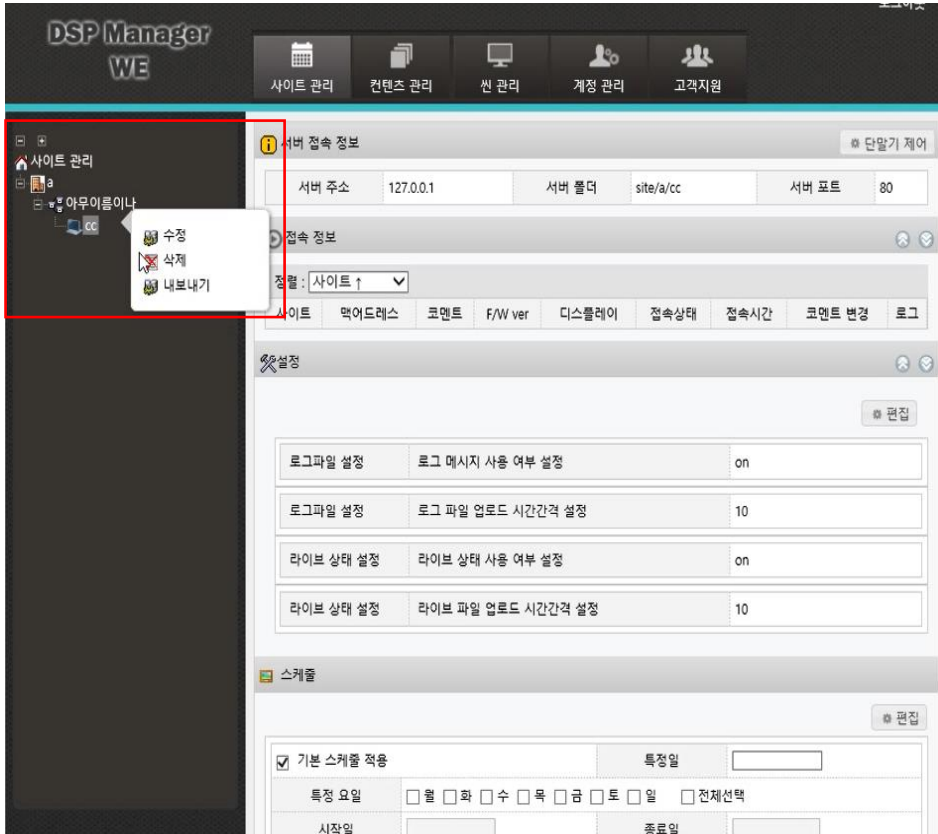 로그아웃
DSP Manager
WE
사이트 관리 컨텐츠 관리 씬 관리 계정 관리 고객지원
사이트 관리
a
아무이름이나
cc
수정
삭제
내보내기
서버 접속 정보 단말기 제어
서버 주소 127.0.0.1 서버 폴더 site/a/cc 서버 포트 80
접속 정보
정렬 : 사이트 ↑
사이트 맥어드레스 코멘트 F/W ver 디스플레이 접속상태 접속시간 코멘트 변경 로그
설정
편집
로그파일 설정 로그 메시지 사용 여부 설정 on
로그파일 설정 로그 파일 업로드 시간간격 설정 10
라이브 상태 설정 라이브 상태 사용 여부 설정 on
라이브 상태 설정 라이브 파일 업로드 시간간격 설정 10
스케줄
편집
기본 스케줄 적용 특정일
특정 요일 월 화 수 목 금 토 일 전체선택
시작일 종료일